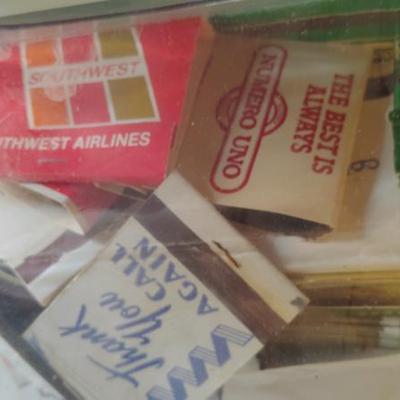 SOUTHWEST
THWEST AIRLINES
NUMERO UNO
THE BEST IS
ALWAYS
Thank
You
CALL
AGAIN